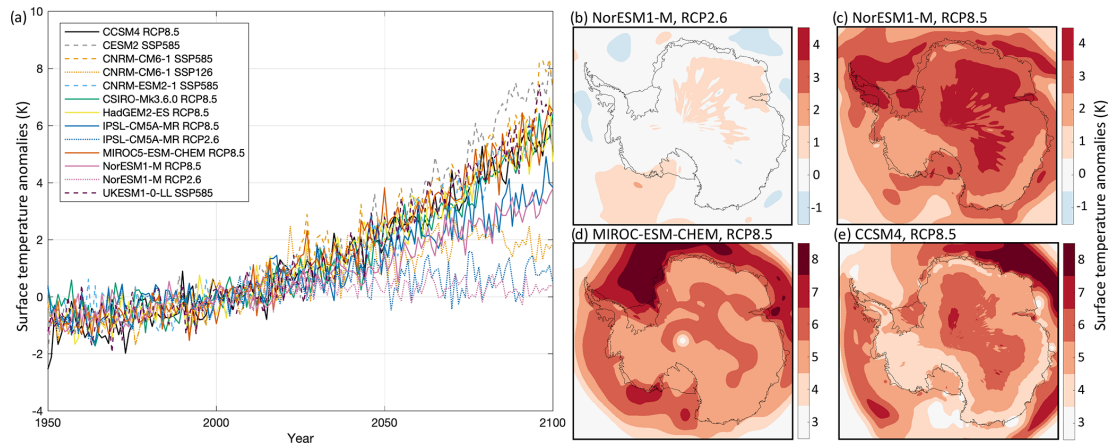 (a)
10
8
6
4
2
0
-2
-4
Surface temperature anomalies (K)
1950
2000
2050
2100
Year
CCSM4 RCP8.5
CESM2 SSP585
CNRM-CM6-1 SSP585
CNRM-CM6-1 SSP126
CNRM-ESM2-1 SSP585
CSIRO-Mk3.6.0 RCP8.5
HadGEM2-ES RCP8.5
IPSL-CM5A-MR RCP8.5
IPSL-CM5A-MR RCP2.6
MIROC5-ESM-CHEM RCP8.5
NorESM1-M RCP8.5
NorESM1-M RCP2.6
UKESM1-0-LL SSP585
(b) NorESM1-M, RCP2.6
4
3
2
1
0
-1
(c) NorESM1-M, RCP8.5
4
3
2
1
0
-1
Surface temperature anomalies (K)
(d) MIROC-ESM-CHEM, RCP8.5
8
7
6
5
4
3
(e) CCSM4, RCP8.5
8
7
6
5
4
3
Surface temperature anomalies (K)